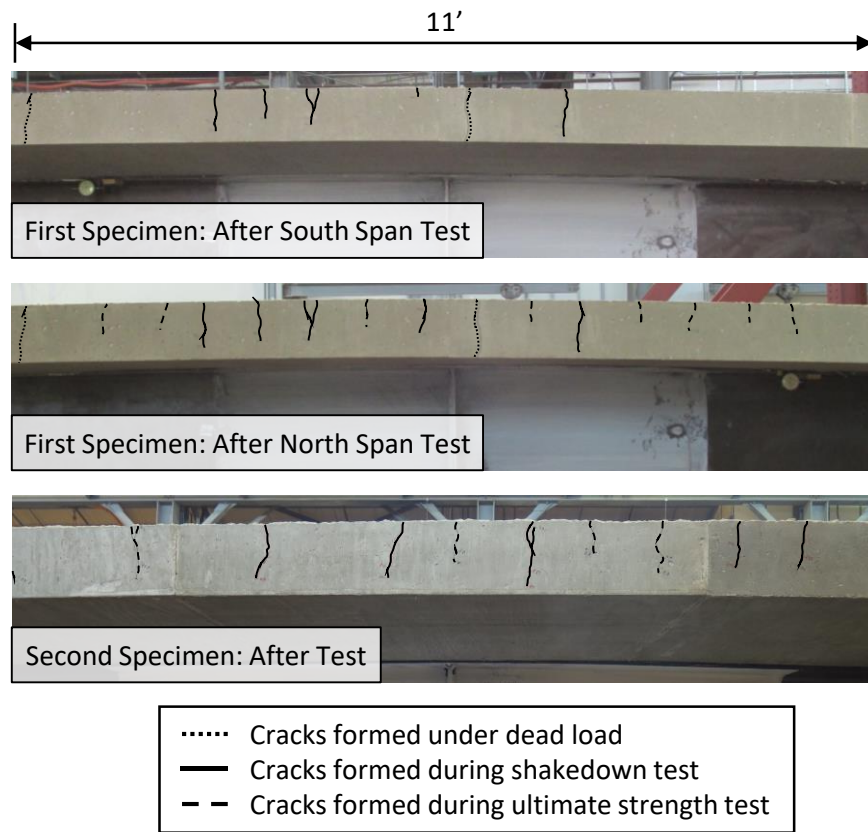 11’
First Specimen: After South Span Test
First Specimen: After North Span Test
Second Specimen: After Test
Cracks formed under dead load
Cracks formed during shakedown test
Cracks formed during ultimate strength test